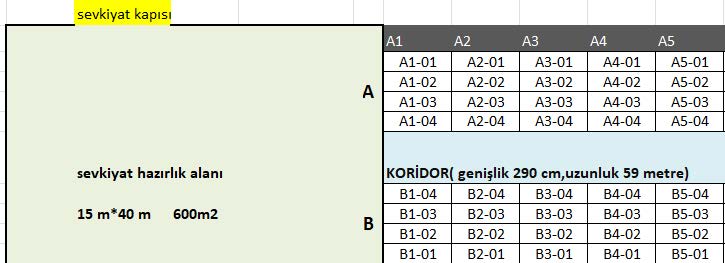 sevkiyat kapısı
A1 A2 A3 A4 A5
A1-01 A2-01 A3-01 A4-01 A5-01
A1-02 A2-02 A3-02 A4-02 A5-02
A
A1-03 A2-03 A3-03 A4-03 A5-03
A1-04 A2-04 A3-04 A4-04 A5-04
sevkiyat hazırlık alanı
KORİDOR( genişlik 290 cm,uzunluk 59 metre)
B1-04 B2-04 B3-04 B4-04 B5-04
15 m*40 m 600m2
B1-03 B2-03 B3-03 B4-03 B5-03
B
B1-02 B2-02 B3-02 B4-02 B5-02
B1-01 B2-01 B3-01 B4-01 B5-01